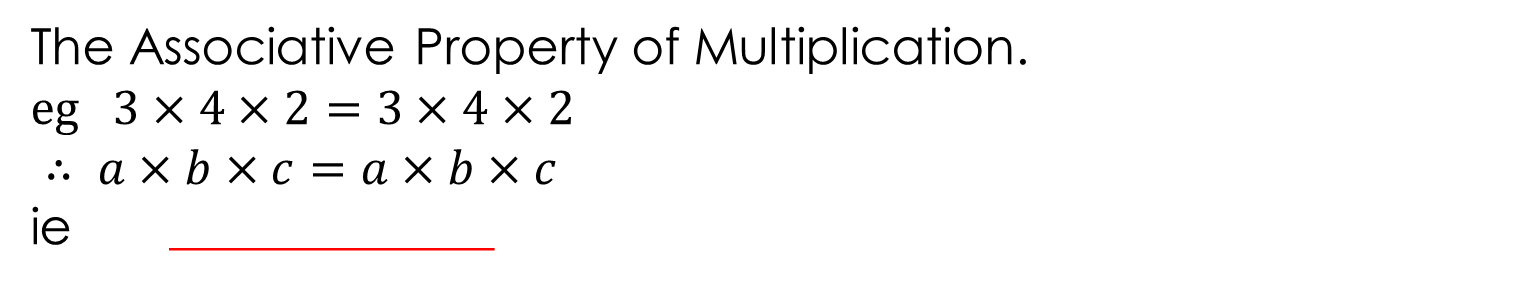 The Associative Property of Multiplication.
eg 3 × 4 × 2 = 3 × 4 × 2
∴ a × b × c = a × b × c
ie